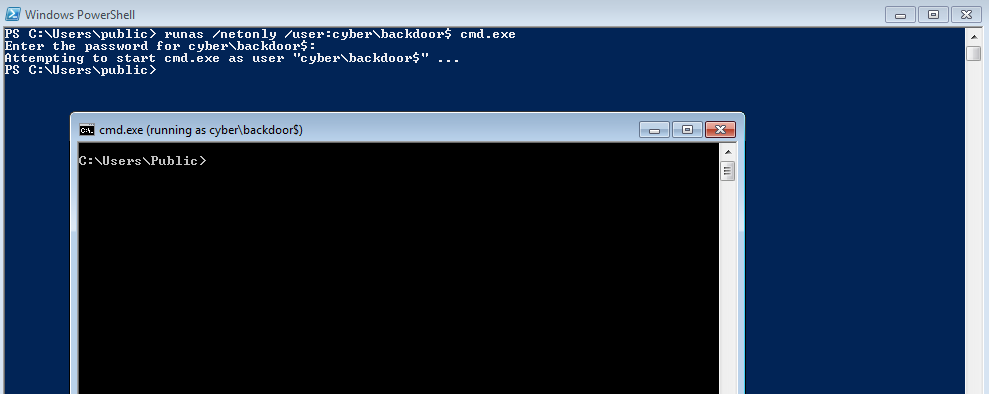 Windows PowerShell
PS C:\Users\public> runas /netonly /user:cyber\backdoor$ cmd.exe
Enter the password for cyber\backdoor$:
Attempting to start cmd.exe as user "cyber\backdoor$" ...
PS C:\Users\public>
C:\. cmd.exe (running as cyber\backdoor$)
C:\Users\Public>